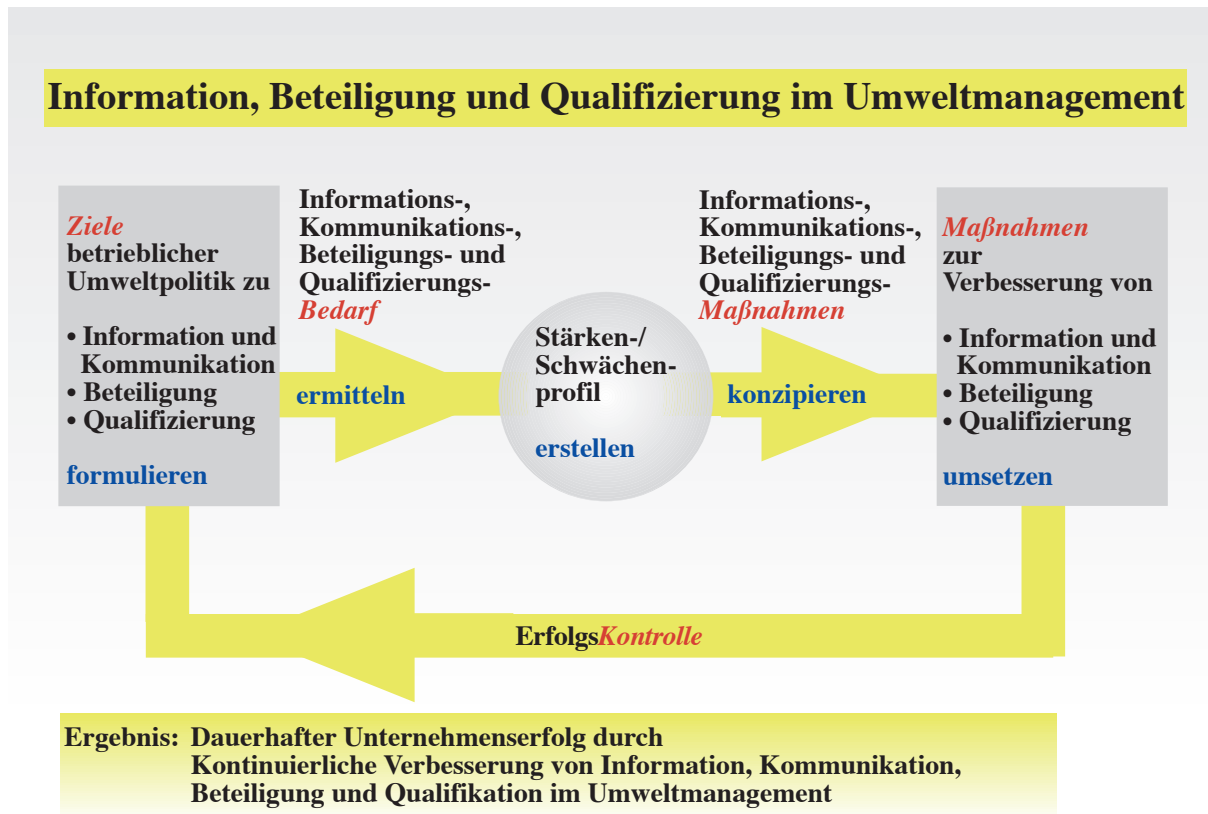 Information, Beteiligung und Qualifizierung im Umweltmanagement
Ziele
betrieblicher
Umweltpolitik zu
• Information und
Kommunikation
• Beteiligung
• Qualifizierung
formulieren
Informations-,
Kommunikations-,
Beteiligungs- und
Qualifizierungs-
Bedarf
ermitteln
Stärken-/
Schwächen-
profil
erstellen
Informations-,
Kommunikations-,
Beteiligungs- und
Qualifizierungs-
Maßnahmen
konzipieren
Maßnahmen
zur
Verbesserung von
• Information und
Kommunikation
• Beteiligung
• Qualifizierung
umsetzen
ErfolgsKontrolle
Ergebnis: Dauerhafter Unternehmenserfolg durch
Kontinuierliche Verbesserung von Information, Kommunikation,
Beteiligung und Qualifikation im Umweltmanagement